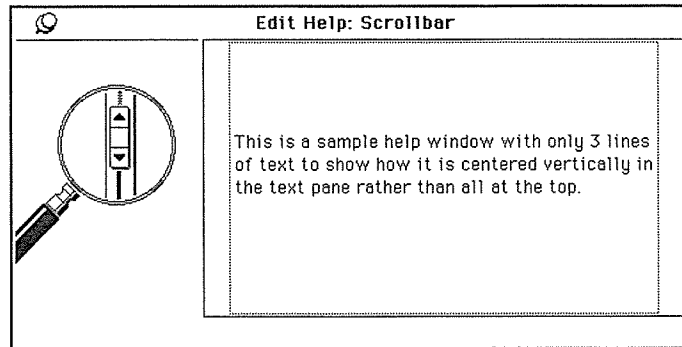 Edit Help: Scrollbar
This is a sample help window with only 3 lines
of text to show how it is centered vertically in
the text pane rather than all at the top.